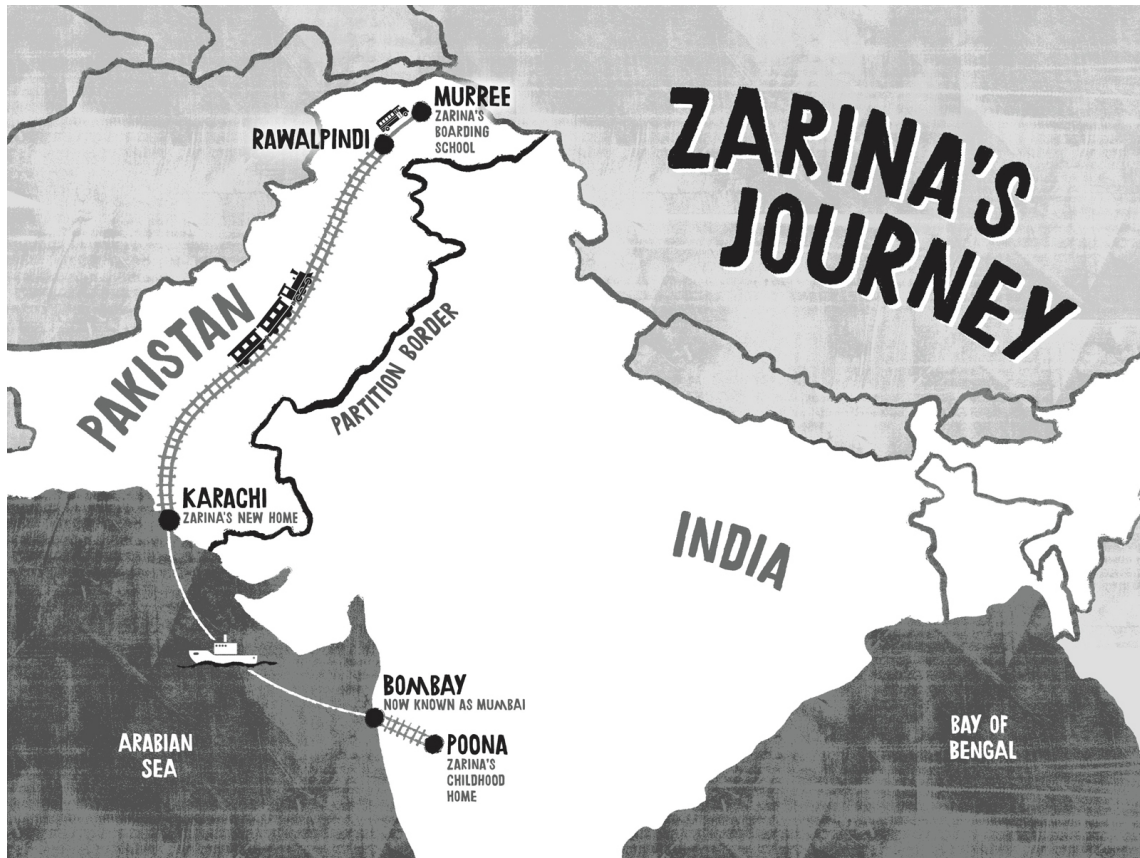 ZARINA'S
JOURNEY
MURREE
ZARINA'S
BOARDING
SCHOOL
RAWALPINDI
PAKISTAN
PARTITION BORDER
KARACHI
ZARINA'S NEW HOME
INDIA
BOMBAY
NOW KNOWN AS MUMBAI
POONA
ZARINA'S
CHILDHOOD
HOME
ARABIAN
SEA
BAY OF
BENGAL